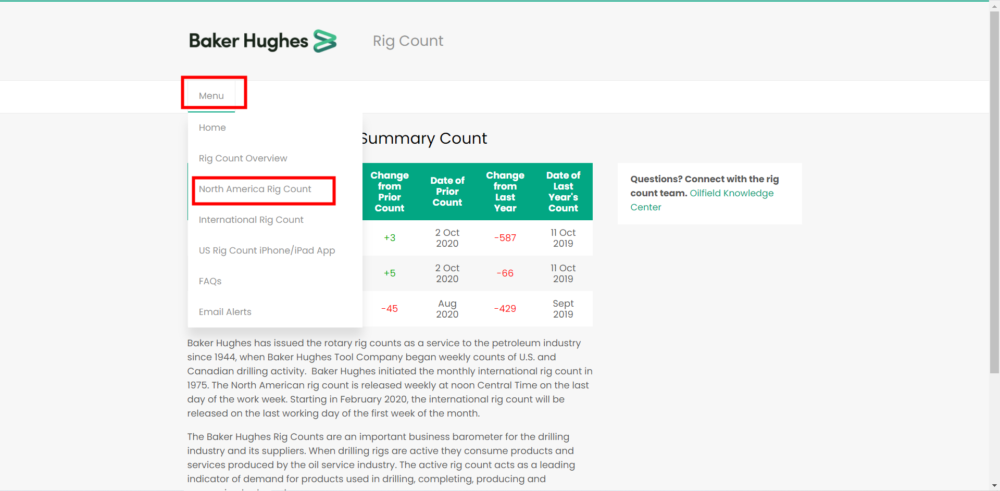 Baker Hughes
Rig Count
Menu
Home
Rig Count Overview
North America Rig Count
International Rig Count
US Rig Count iPhone/iPad App
FAQs
Email Alerts
Summary Count
Change from Prior Count
Date of Prior Count
Change from Last Year
Date of Last Year's Count
+3
2 Oct 2020
-587
11 Oct 2019
+5
2 Oct 2020
-66
11 Oct 2019
-45
Aug 2020
-429
Sept 2019
Questions? Connect with the rig
count team. Oilfield Knowledge
Center
Baker Hughes has issued the rotary rig counts as a service to the petroleum industry
since 1944, when Baker Hughes Tool Company began weekly counts of U.S. and
Canadian drilling activity.  Baker Hughes initiated the monthly international rig count in
1975. The North American rig count is released weekly at noon Central Time on the last
day of the work week. Starting in February 2020, the international rig count will be
released on the last working day of the first week of the month.
The Baker Hughes Rig Counts are an important business barometer for the drilling
industry and its suppliers. When drilling rigs are active they consume products and
services produced by the oil service industry. The active rig count acts as a leading
indicator of demand for products used in drilling, completing, producing and